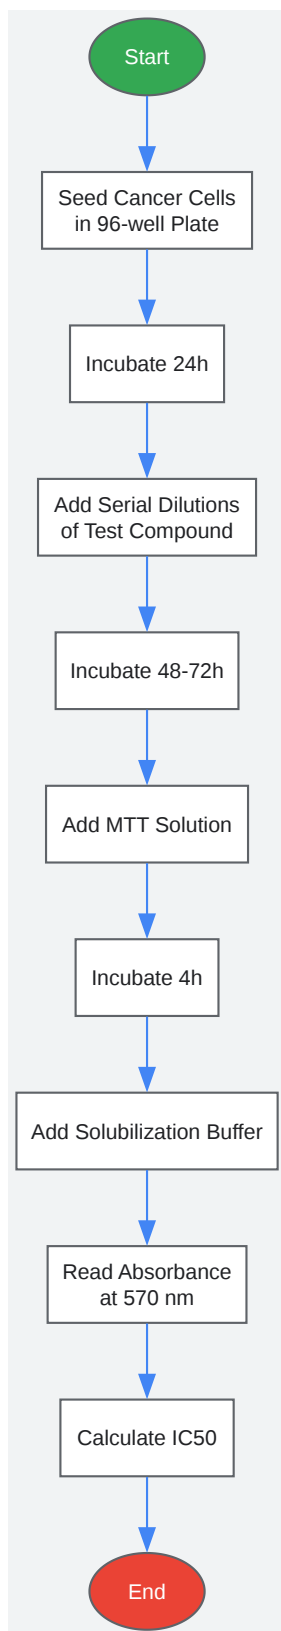 Start
Seed Cancer Cells
in 96-well Plate
Incubate 24h
Add Serial Dilutions
of Test Compound
Incubate 48-72h
Add MTT Solution
Incubate 4h
Add Solubilization Buffer
Read Absorbance
at 570 nm
Calculate IC50
End